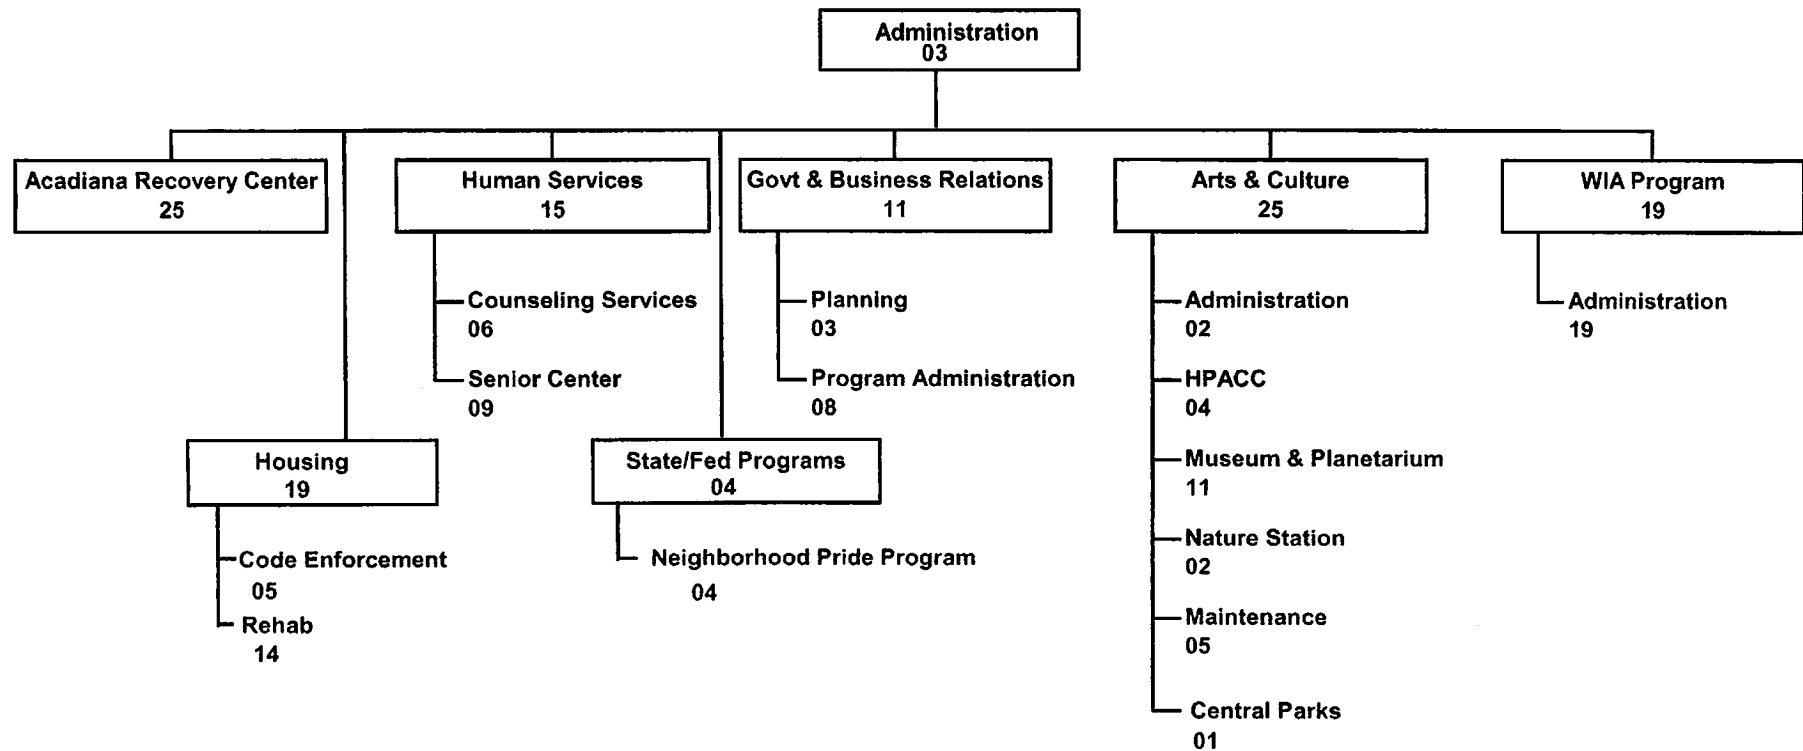 Administration
03
Acadiana Recovery Center
25
Human Services
15
Govt & Business Relations
11
Arts & Culture
25
WIA Program
19
Counseling Services
06
Senior Center
09
Planning
03
Program Administration
08
Administration
02
HPACC
04
Museum & Planetarium
11
Nature Station
02
Maintenance
05
Central Parks
01
Administration
19
Housing
19
Code Enforcement
05
Rehab
14
State/Fed Programs
04
Neighborhood Pride Program
04